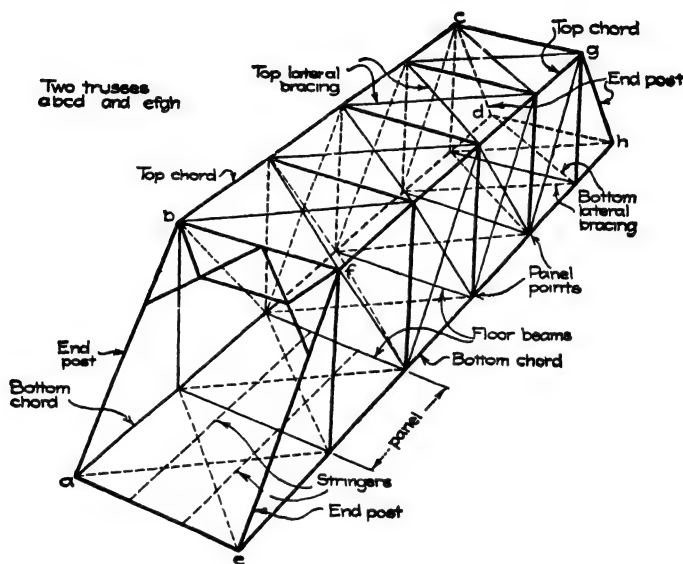 c
Top chord
g
Top lateral
bracing
Two trusses
abcd and efgh
End post
d
h
Top chord
Bottom
lateral
bracing
b
f
Panel
points
Floor beams
End
post
Bottom chord
Bottom
chord
panel
a
Stringers
End post
e